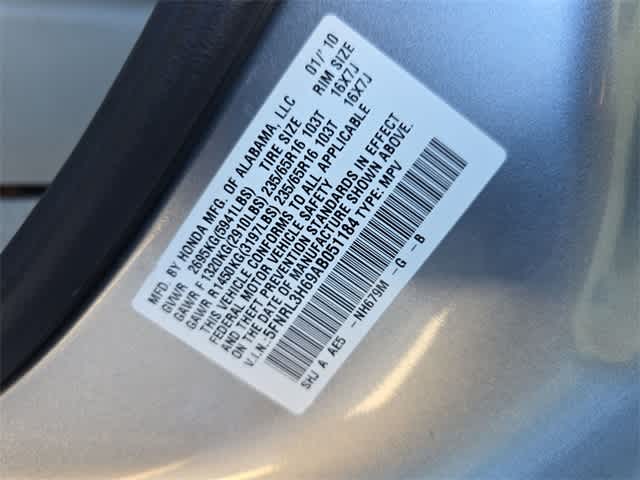 MFD. BY HONDA MFG. OF ALABAMA, LLC 01/'10
GVWR 2695KG(5941LBS) TIRE SIZE RIM SIZE
GAWR F 1320KG(2910LBS) 235/65R16 103T 16X7J
GAWR R1450KG(3197LBS) 235/65R16 103T 16X7J
THIS VEHICLE CONFORMS TO ALL APPLICABLE
FEDERAL MOTOR VEHICLE SAFETY
AND THEFT PREVENTION STANDARDS IN EFFECT
ON THE DATE OF MANUFACTURE SHOWN ABOVE.
V.I.N.:5FNRL3H69AB051184 TYPE: MPV
SHJ A AE5 -NH679M -G -B